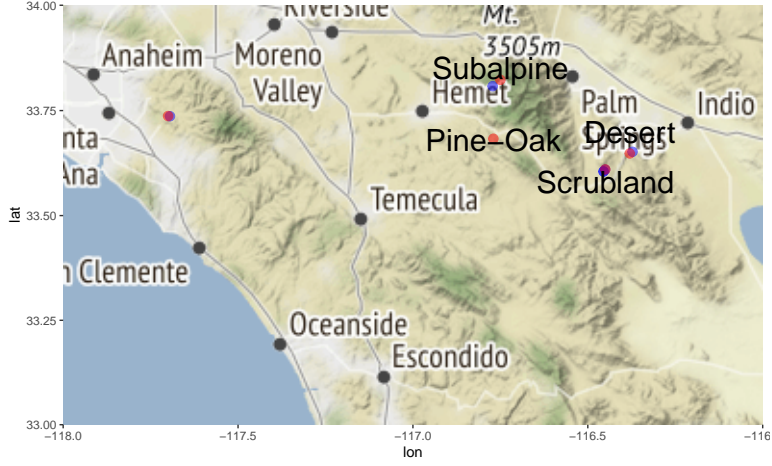 34.00
Riverside
Mt.
3505m
Anaheim
Moreno
Valley
Subalpine
Hemet
Palm
Springs
Indio
33.75
nta
Ana
Pine−Oak
Desert
Scrubland
Temecula
33.50
lat
n Clemente
33.25
Oceanside
Escondido
33.00
−118.0
−117.5
−117.0
−116.5
−116
lon